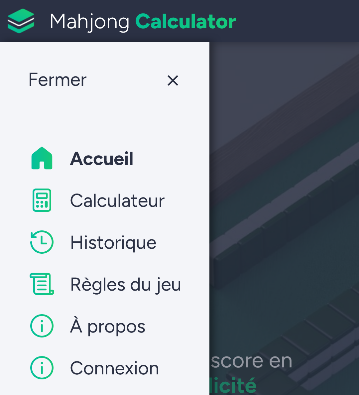 Mahjong Calculator
Fermer
Accueil
Calculateur
Historique
Règles du jeu
À propos
Connexion
score en
licité